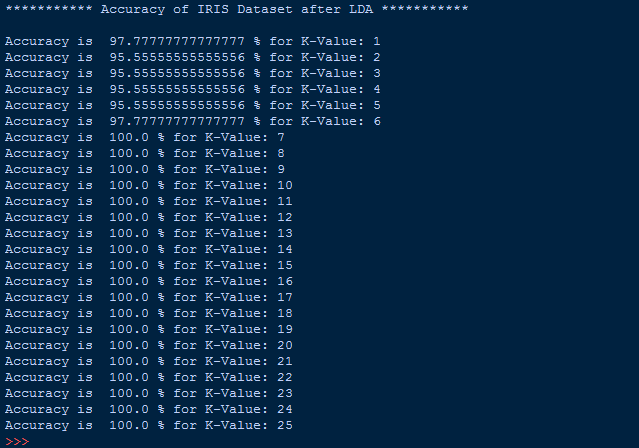 *********** Accuracy of IRIS Dataset after LDA ***********
Accuracy is  97.77777777777777 % for K-Value: 1
Accuracy is  95.55555555555556 % for K-Value: 2
Accuracy is  95.55555555555556 % for K-Value: 3
Accuracy is  95.55555555555556 % for K-Value: 4
Accuracy is  95.55555555555556 % for K-Value: 5
Accuracy is  97.77777777777777 % for K-Value: 6
Accuracy is  100.0 % for K-Value: 7
Accuracy is  100.0 % for K-Value: 8
Accuracy is  100.0 % for K-Value: 9
Accuracy is  100.0 % for K-Value: 10
Accuracy is  100.0 % for K-Value: 11
Accuracy is  100.0 % for K-Value: 12
Accuracy is  100.0 % for K-Value: 13
Accuracy is  100.0 % for K-Value: 14
Accuracy is  100.0 % for K-Value: 15
Accuracy is  100.0 % for K-Value: 16
Accuracy is  100.0 % for K-Value: 17
Accuracy is  100.0 % for K-Value: 18
Accuracy is  100.0 % for K-Value: 19
Accuracy is  100.0 % for K-Value: 20
Accuracy is  100.0 % for K-Value: 21
Accuracy is  100.0 % for K-Value: 22
Accuracy is  100.0 % for K-Value: 23
Accuracy is  100.0 % for K-Value: 24
Accuracy is  100.0 % for K-Value: 25
>>>